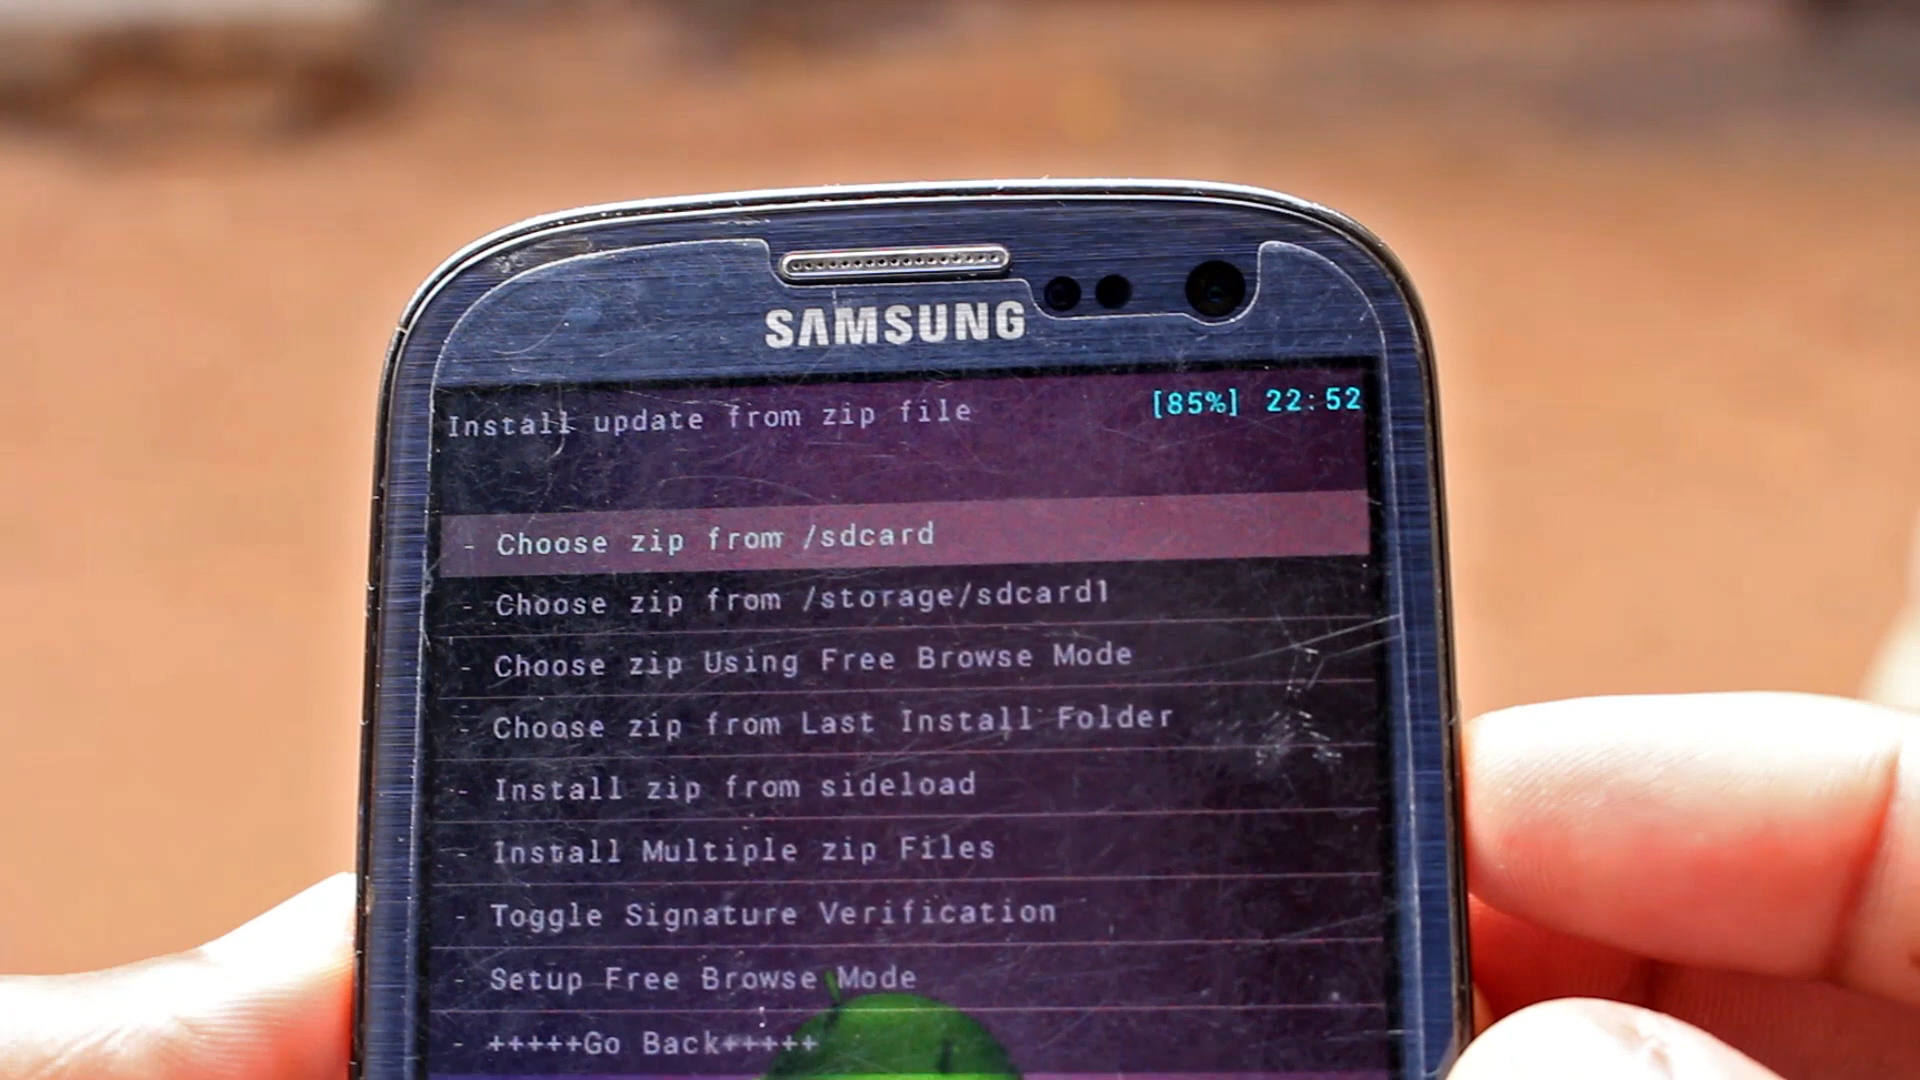 SAMSUNG
Install update from zip file [85%] 22:52
- Choose zip from /sdcard
- Choose zip from /storage/sdcard1
- Choose zip Using Free Browse Mode
- Choose zip from Last Install Folder
- Install zip from sideload
- Install Multiple zip Files
- Toggle Signature Verification
- Setup Free Browse Mode
- +++++Go Back+++++